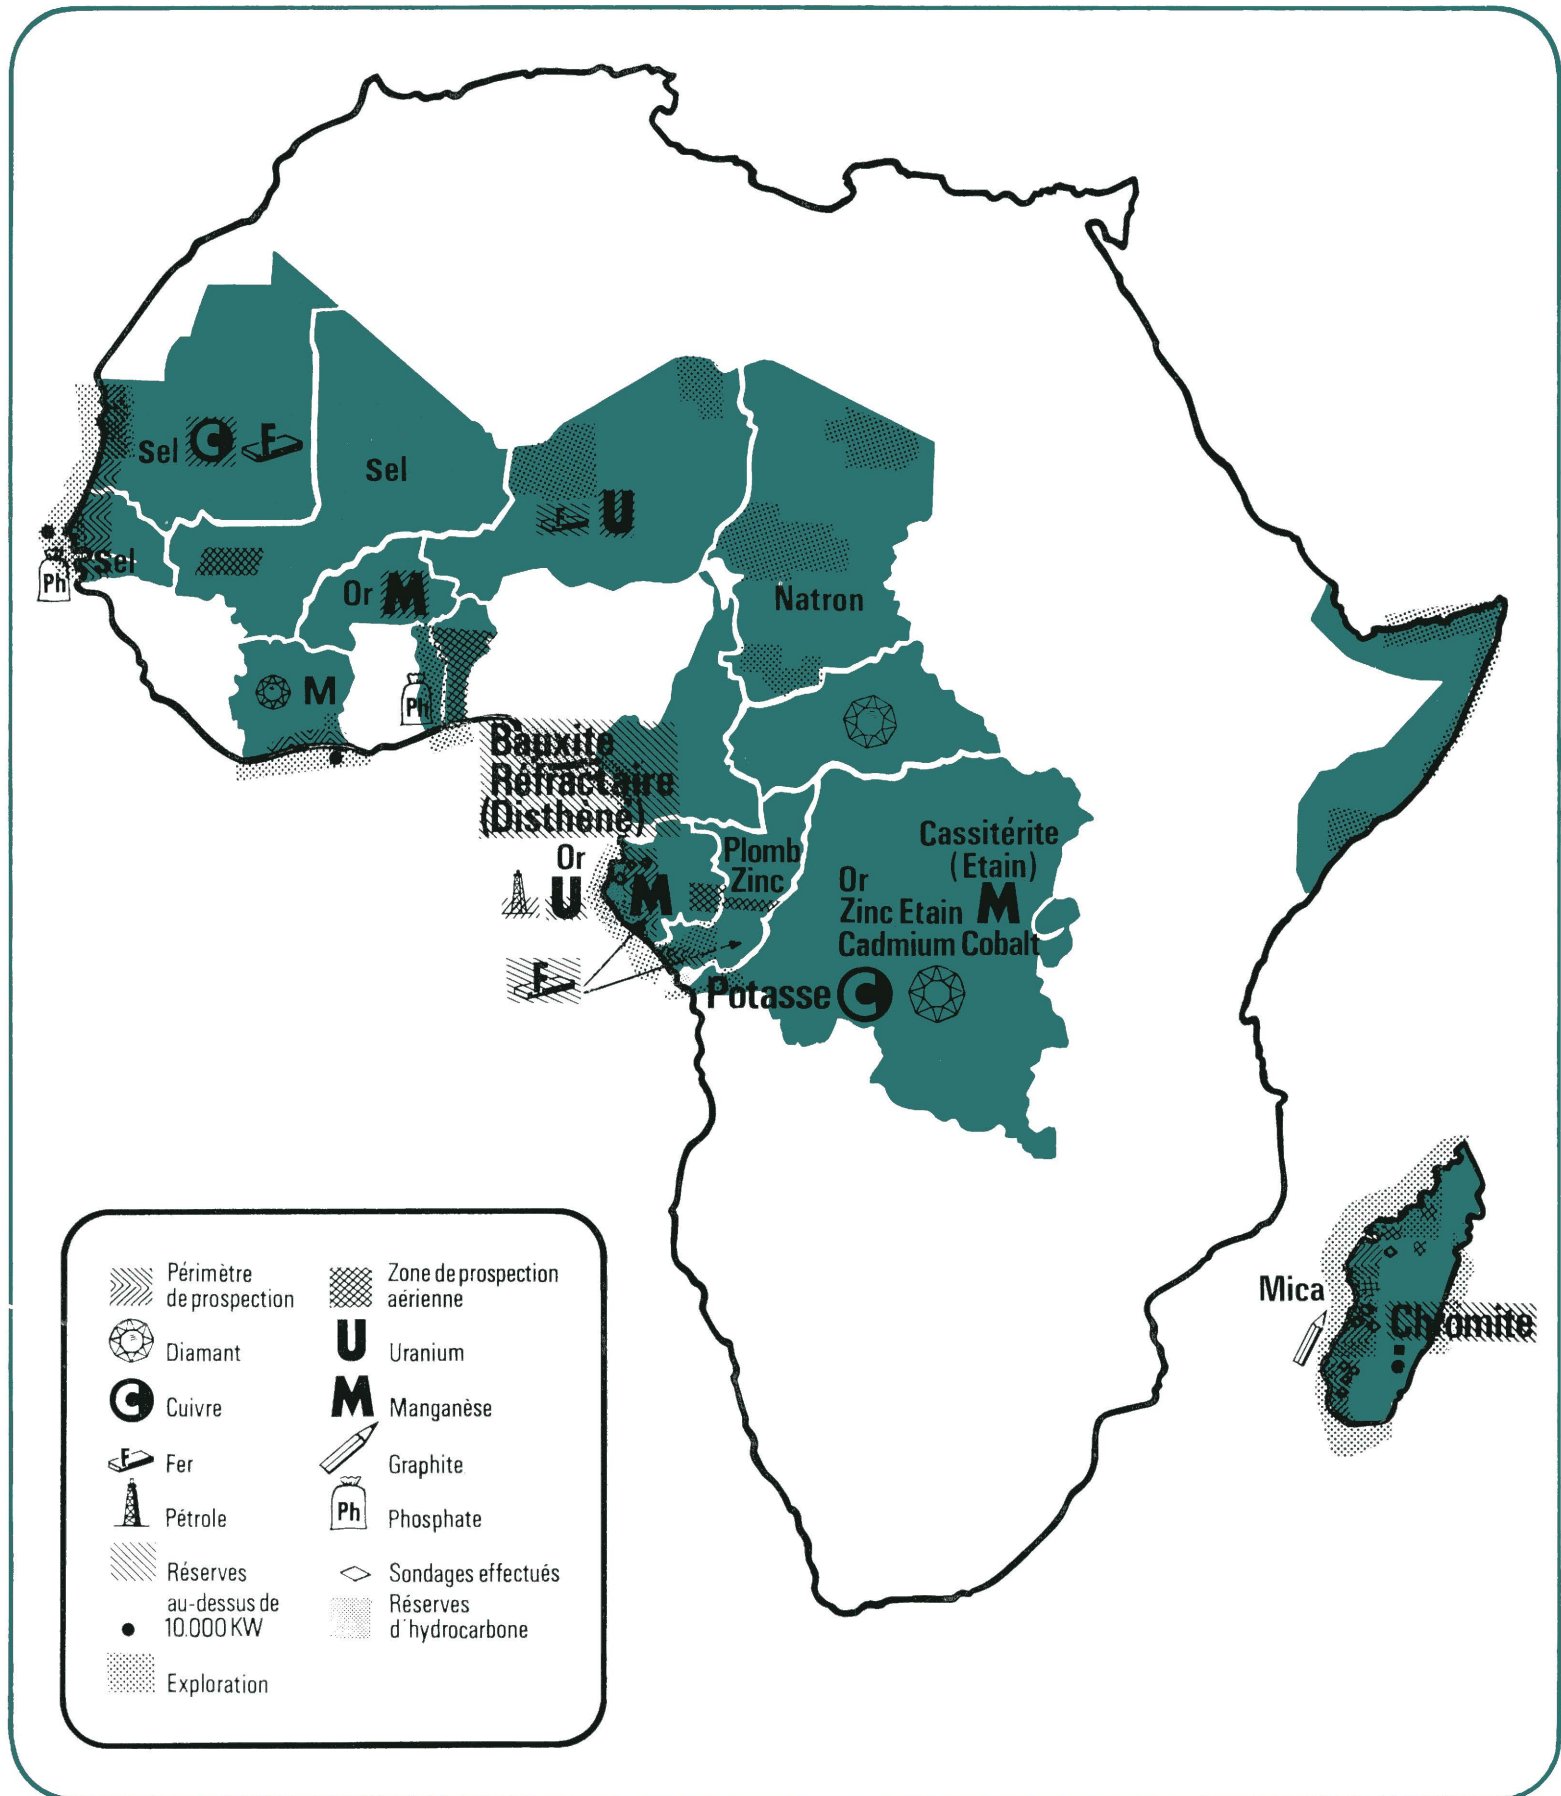 Sel C F
Sel
F U
Sel
Ph
Or M
Natron
M
Ph
Bauxite
Réfractaire
(Disthène)
Or
U
M
F
Plomb
Zinc
Cassitérite
(Etain)
Or
Zinc Etain M
Cadmium Cobalt
Potasse C
Mica
Chromite
Périmètre
de prospection
Zone de prospection
aérienne
Diamant
U Uranium
C Cuivre
M Manganèse
F Fer
Graphite
Pétrole
Ph Phosphate
Réserves
Sondages effectués
au-dessus de
10.000 KW
Réserves
d'hydrocarbone
Exploration